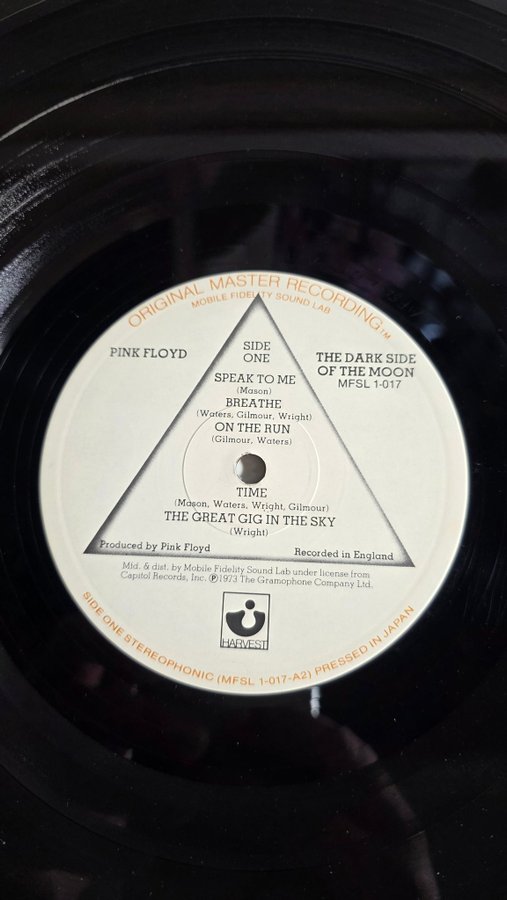 ORIGINAL MASTER RECORDING™
MOBILE FIDELITY SOUND LAB
PINK FLOYD
SIDE
ONE
THE DARK SIDE
OF THE MOON
MFSL 1-017
SPEAK TO ME
(Mason)
BREATHE
(Waters, Gilmour, Wright)
ON THE RUN
(Gilmour, Waters)
TIME
(Mason, Waters, Wright, Gilmour)
THE GREAT GIG IN THE SKY
(Wright)
Produced by Pink Floyd
Recorded in England
Mfd. & dist. by Mobile Fidelity Sound Lab under license from
Capitol Records, Inc. Ⓟ1973 The Gramophone Company Ltd.
HARVEST
SIDE ONE STEREOPHONIC (MFSL 1-017-A2) PRESSED IN JAPAN